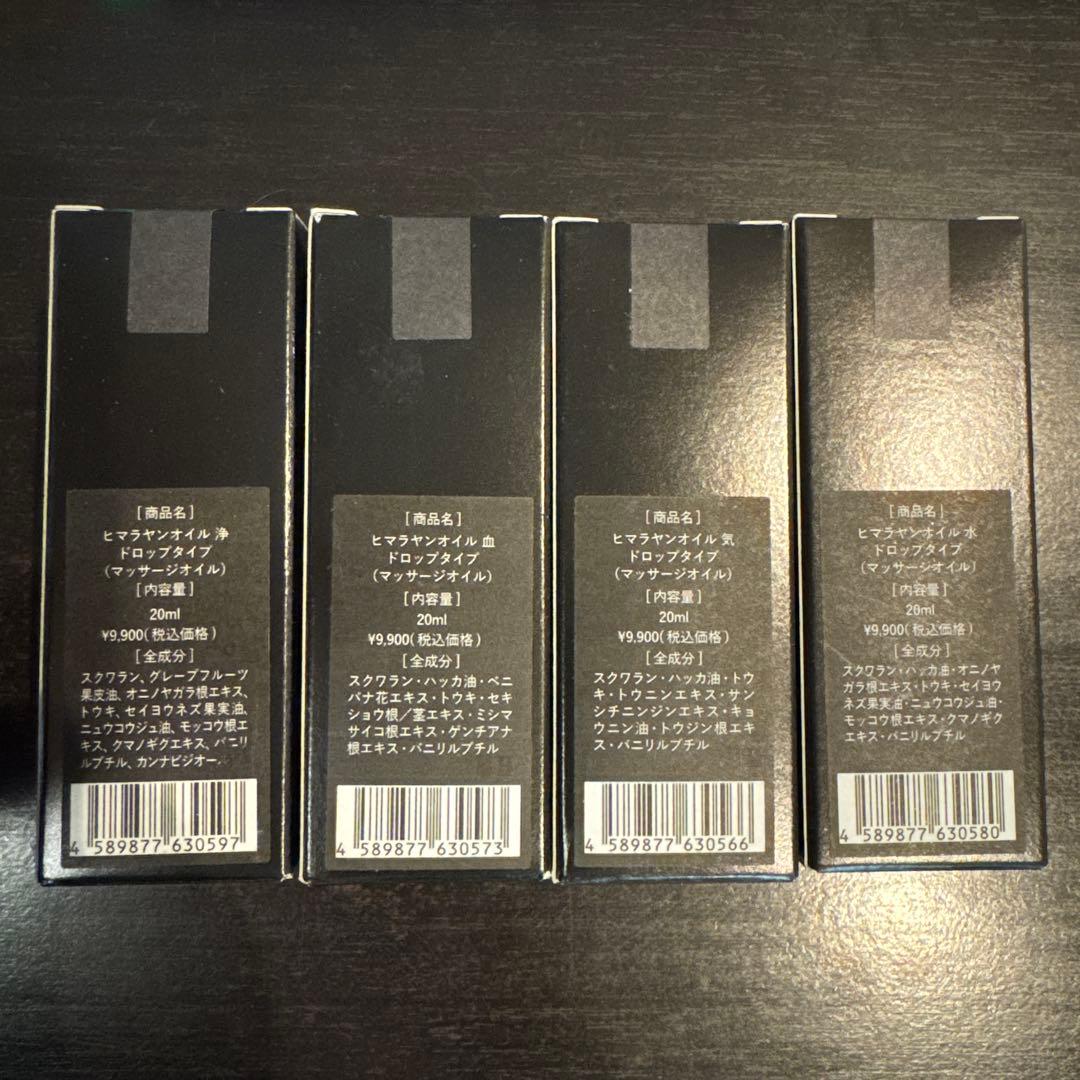 [商品名]
ヒマラヤンオイル 浄
ドロップタイプ
(マッサージオイル)
[内容量]
20ml
¥9,900(税込価格)
[全成分]
スクワラン、グレープフルーツ
果皮油、オニノヤガラ根エキス、
トウキ、セイヨウネズ果実油、
ニュウコウジュ油、モッコウ根エ
キス、クマノギクエキス、バニリ
ルブチル、カンナビジオール
4 589877 630597
[商品名]
ヒマラヤンオイル 血
ドロップタイプ
(マッサージオイル)
[内容量]
20ml
¥9,900(税込価格)
[全成分]
スクワラン・ハッカ油・ベニ
バナ花エキス・トウキ・セキ
ショウ根/茎エキス・ミシマ
サイコ根エキス・ゲンチアナ
根エキス・バニリルブチル
4 589877 630573
[商品名]
ヒマラヤンオイル 気
ドロップタイプ
(マッサージオイル)
[内容量]
20ml
¥9,900(税込価格)
[全成分]
スクワラン・ハッカ油・トウ
キ・トウニンエキス・サン
シチニンジンエキス・キョ
ウニン油・トウジン根エキ
ス・バニリルブチル
4 589877 630566
[商品名]
ヒマラヤンオイル 水
ドロップタイプ
(マッサージオイル)
[内容量]
20ml
¥9,900(税込価格)
[全成分]
スクワラン・ハッカ油・オニノヤ
ガラ根エキス・トウキ・セイヨウ
ネズ果実油・ニュウコウジュ油・
モッコウ根エキス・クマノギク
エキス・バニリルブチル
4 589877 630580